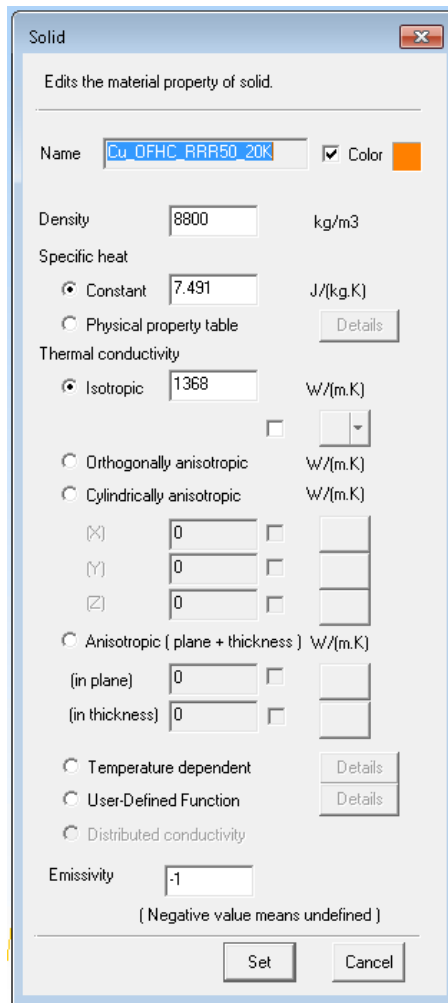 Solid
Edits the material property of solid.
Name Cu_OFHC_RRR50_20K Color
Density 8800 kg/m3
Specific heat
Constant 7.491 J/(kg.K)
Physical property table Details
Thermal conductivity
Isotropic 1368 W/(m.K)
Orthogonally anisotropic W/(m.K)
Cylindrically anisotropic W/(m.K)
(X) 0
(Y) 0
(Z) 0
Anisotropic ( plane + thickness ) W/(m.K)
(in plane) 0
(in thickness) 0
Temperature dependent Details
User-Defined Function Details
Distributed conductivity
Emissivity -1
( Negative value means undefined )
Set Cancel